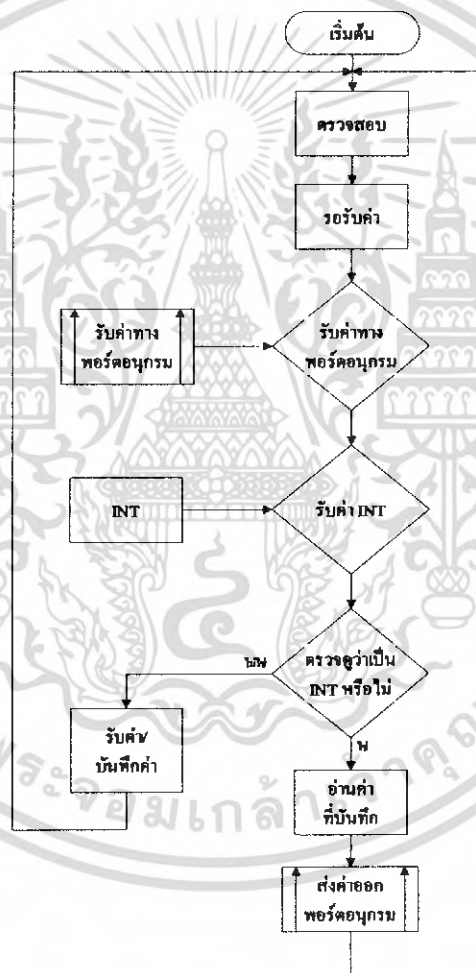 เริ่มต้น
ตรวจสอบ
รอรับค่า
รับค่าทาง
พอร์ตอนุกรม
รับค่าทาง
พอร์ตอนุกรม
INT
รับค่า INT
ตรวจดูว่าเป็น
INT หรือไม่
ไม่ใช่
รับค่า/
บันทึกค่า
อ่านค่า
ที่บันทึก
ส่งค่าออก
พอร์ตอนุกรม